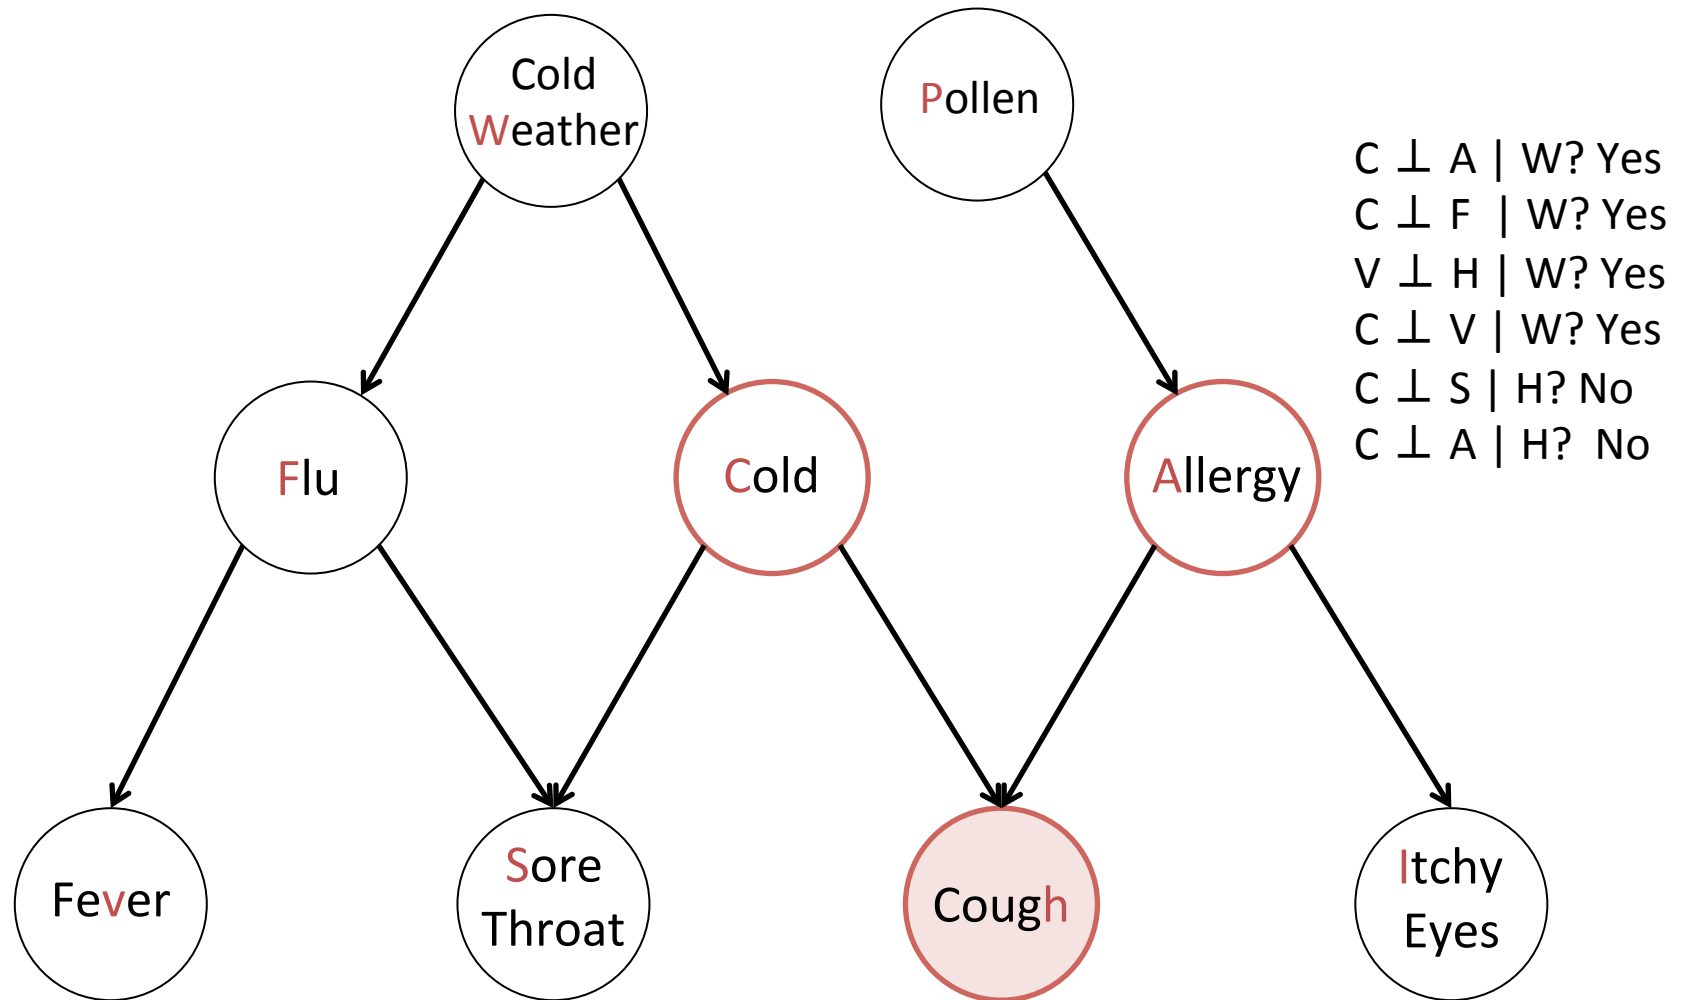 Cold
Weather
Pollen
C ⊥ A | W? Yes
C ⊥ F | W? Yes
V ⊥ H | W? Yes
C ⊥ V | W? Yes
C ⊥ S | H? No
C ⊥ A | H? No
Flu
Cold
Allergy
Fever
Sore
Throat
Cough
Itchy
Eyes